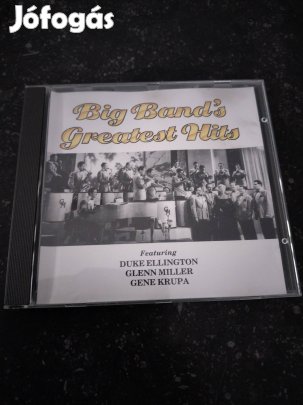 Jófogás
Big Band's
Greatest Hits
Featuring
DUKE ELLINGTON
GLENN MILLER
GENE KRUPA